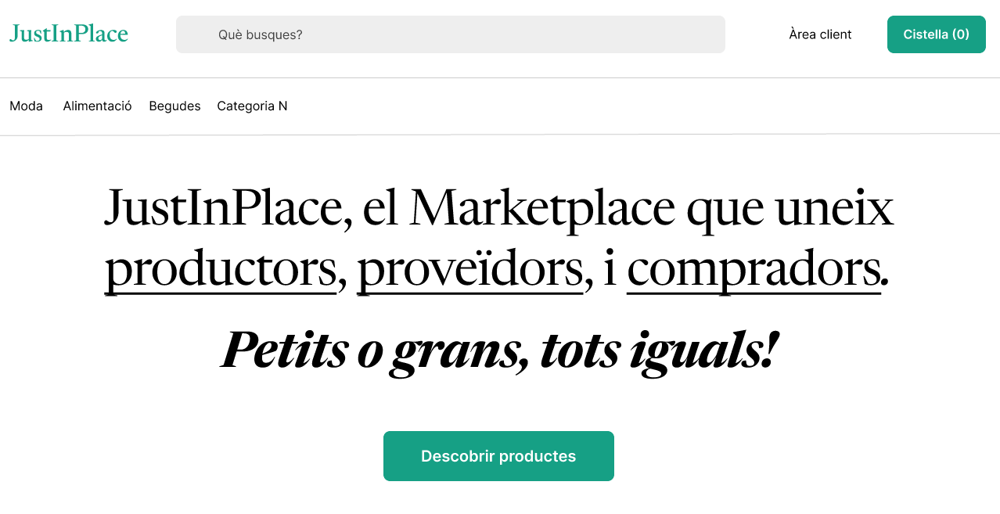 JustInPlace
Què busques?
Àrea client
Cistella (0)
Moda
Alimentació
Begudes
Categoria N
JustInPlace, el Marketplace que uneix
productors, proveïdors, i compradors.
Petits o grans, tots iguals!
Descobrir productes